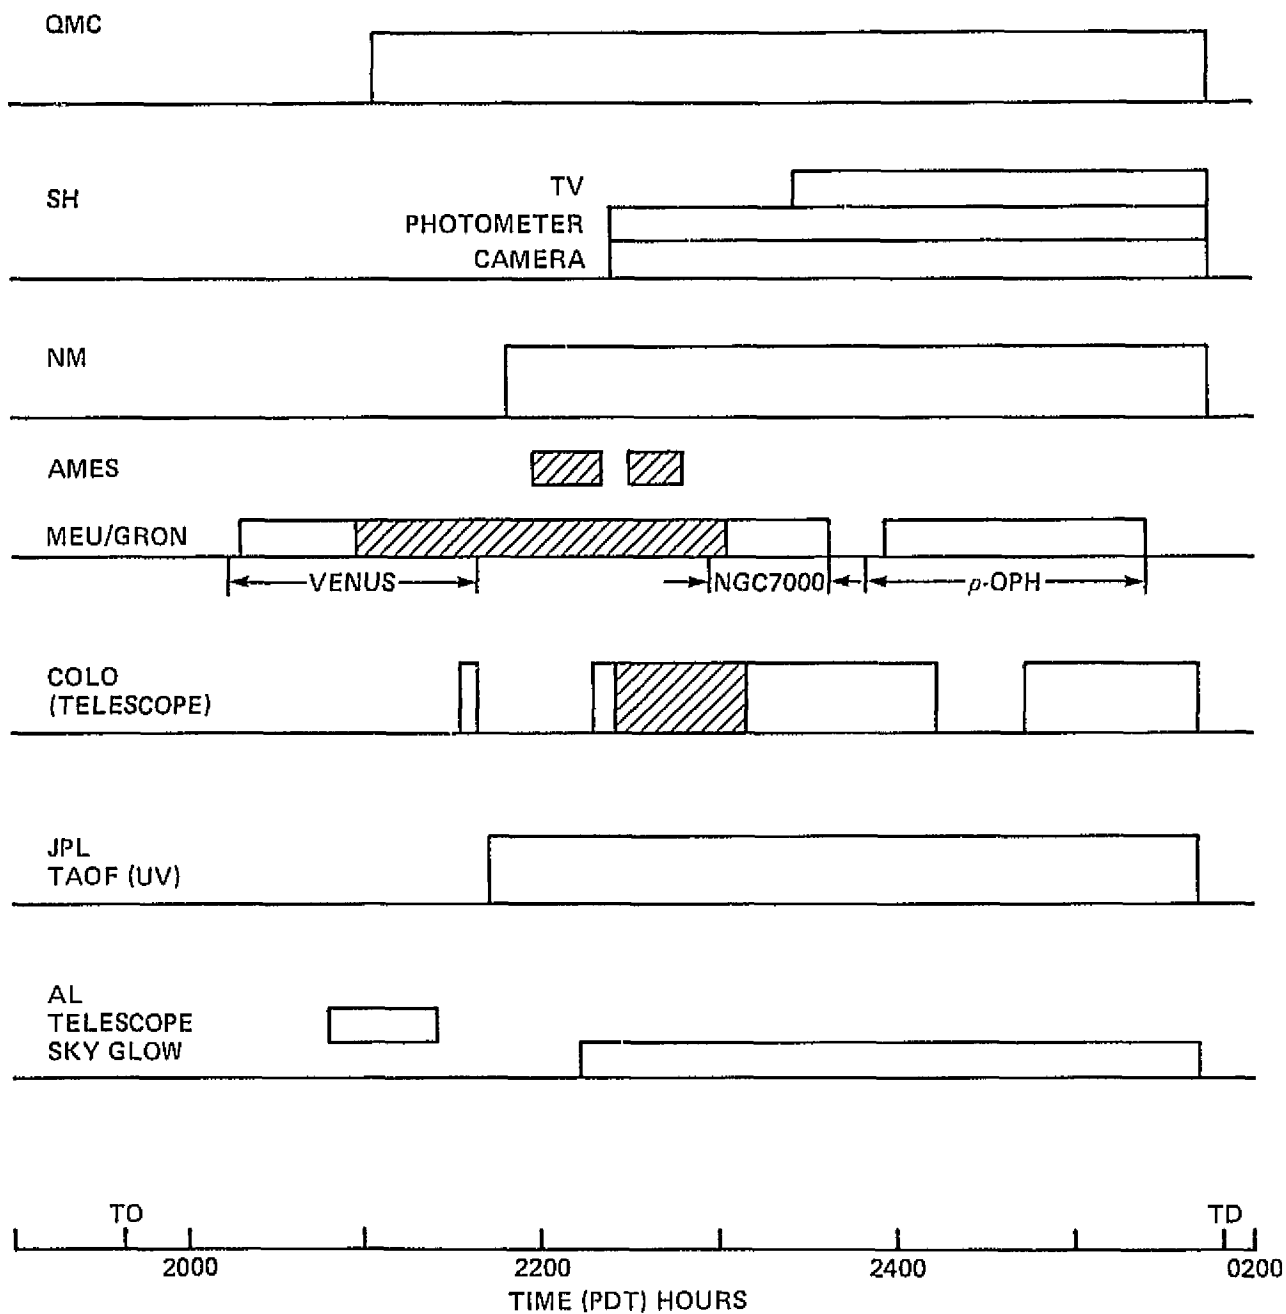 QMC
SH
TV
PHOTOMETER
CAMERA
NM
AMES
MEU/GRON
VENUS
NGC7000
ρ-OPH
COLO
(TELESCOPE)
JPL
TAOF (UV)
AL
TELESCOPE
SKY GLOW
TO
TD
2000
2200
2400
0200
TIME (PDT) HOURS